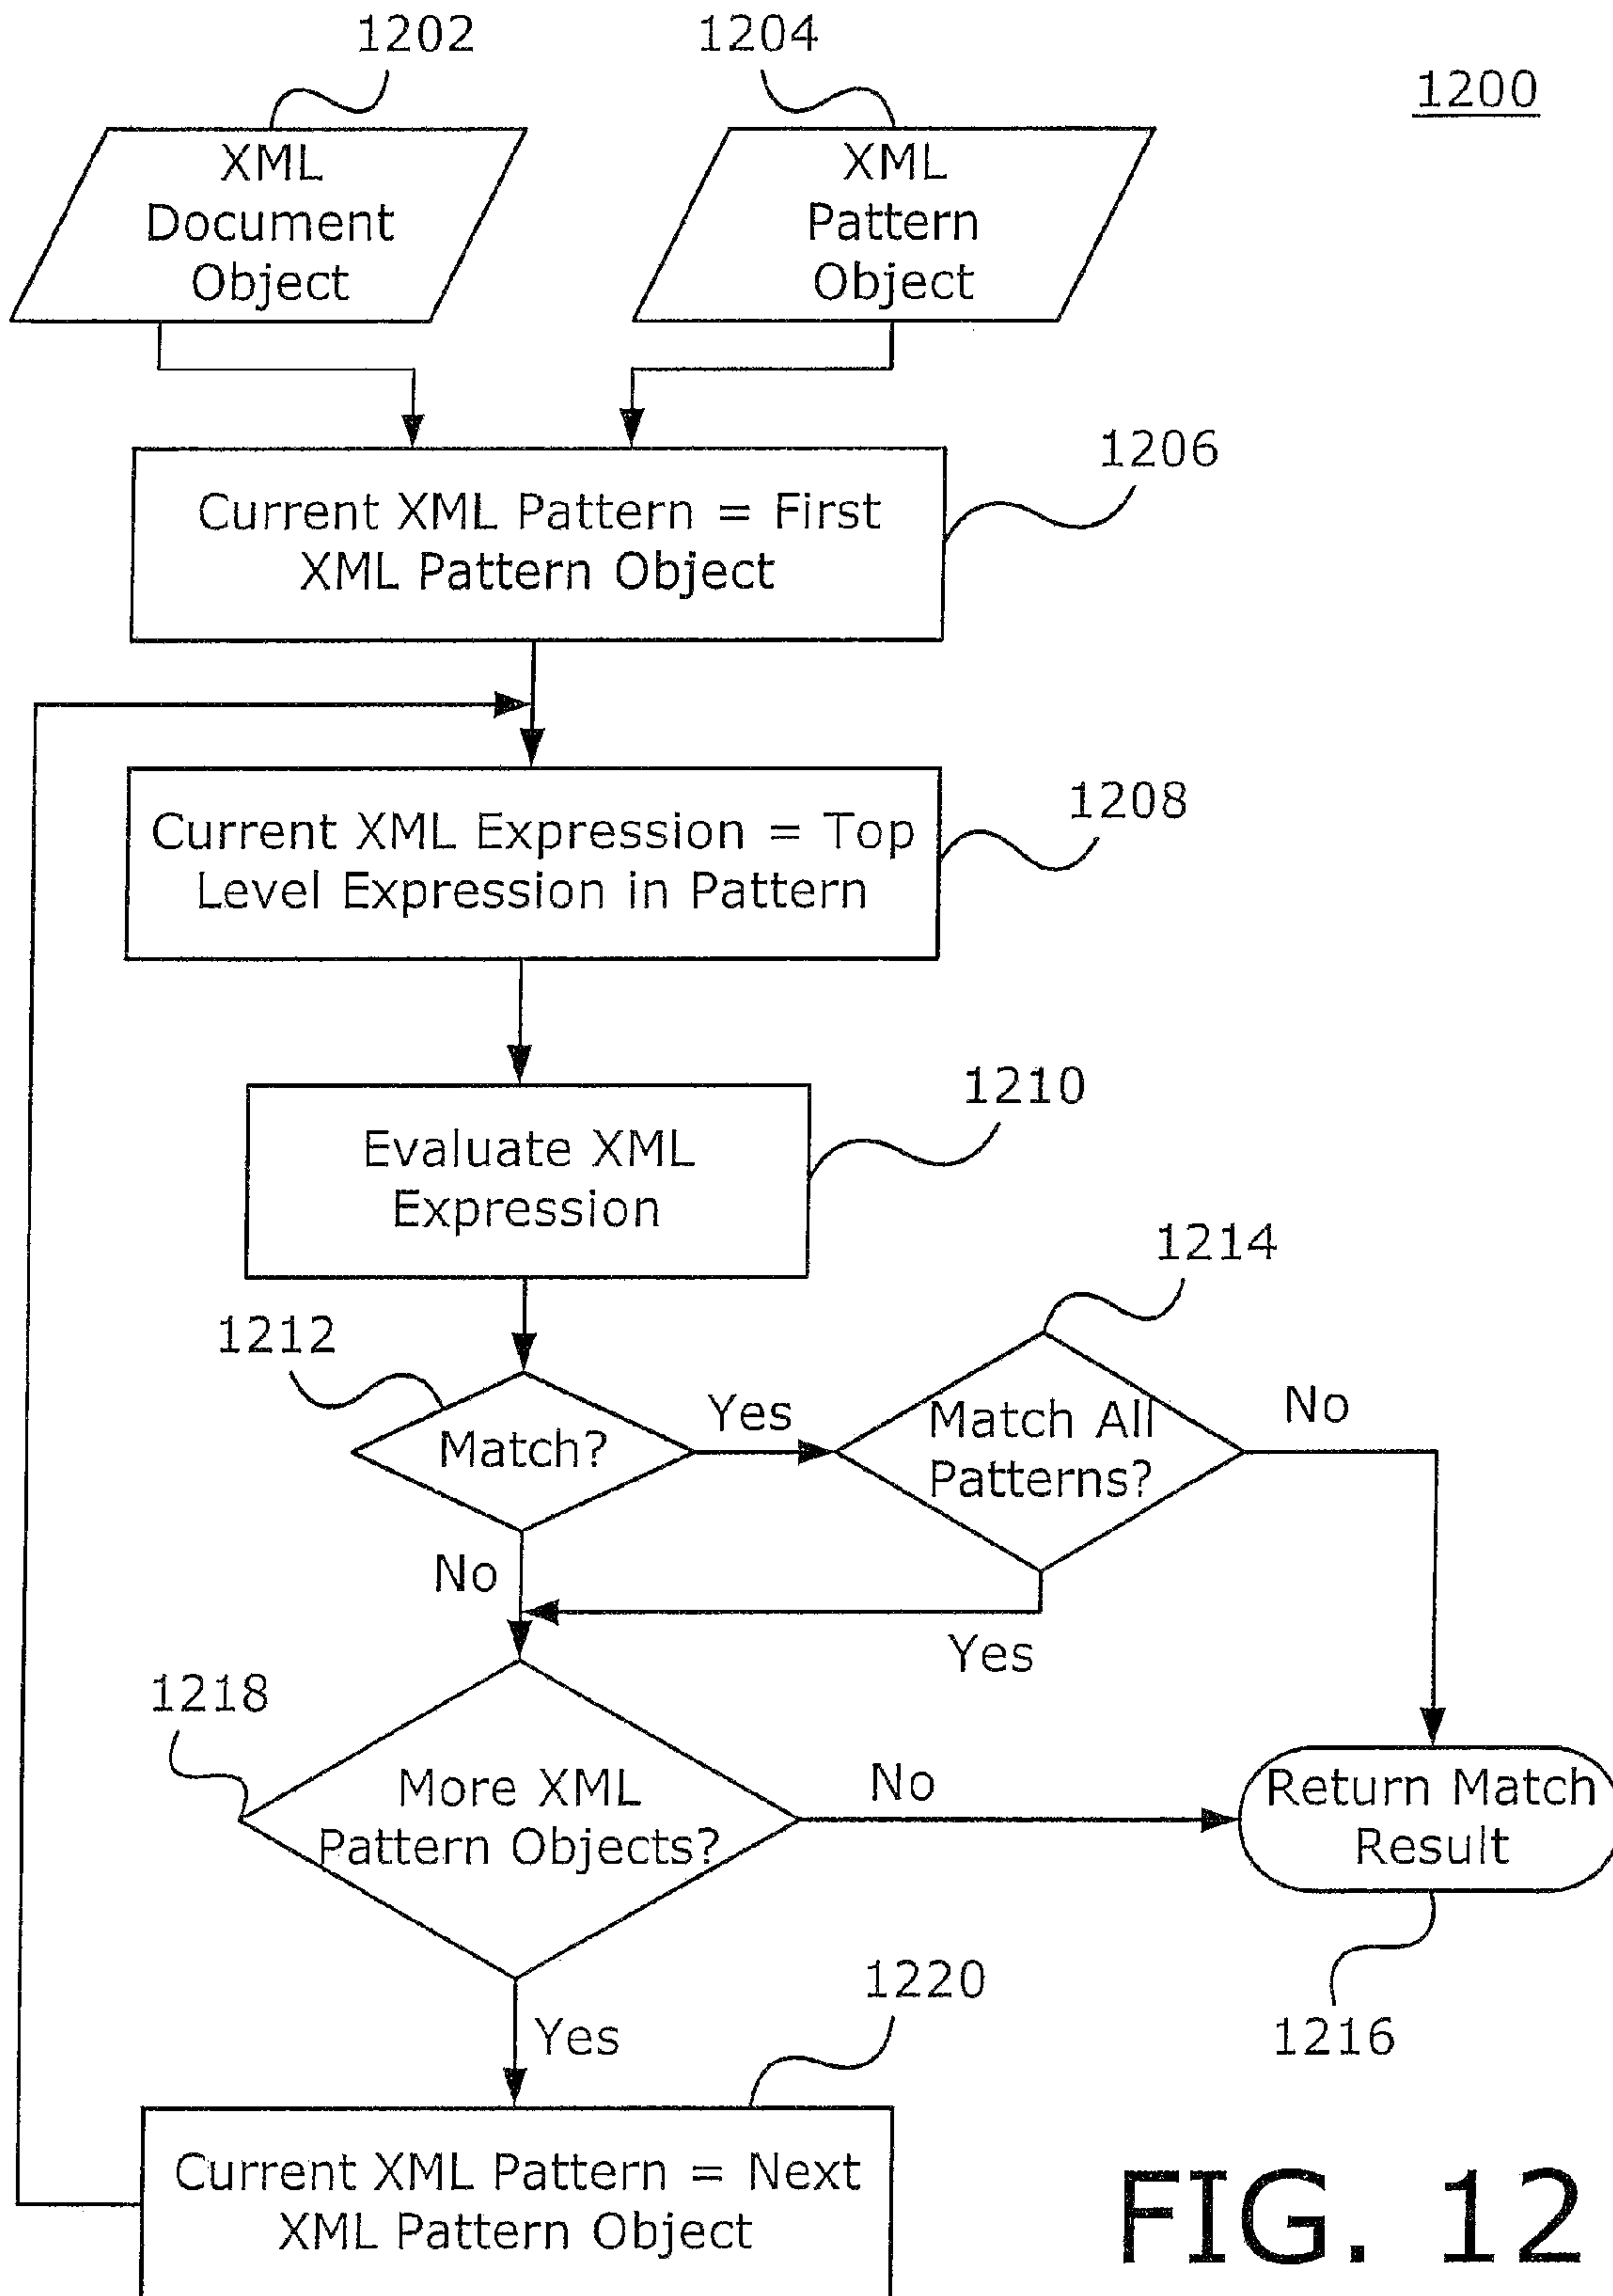 1202
1204
1200
XML
Document
Object
XML
Pattern
Object
1206
Current XML Pattern = First
XML Pattern Object
1208
Current XML Expression = Top
Level Expression in Pattern
1210
Evaluate XML
Expression
1214
1212
Match?
Yes
Match All
Patterns?
No
No
Yes
1218
More XML
Pattern Objects?
No
Return Match
Result
1216
Yes
1220
Current XML Pattern = Next
XML Pattern Object
FIG. 12